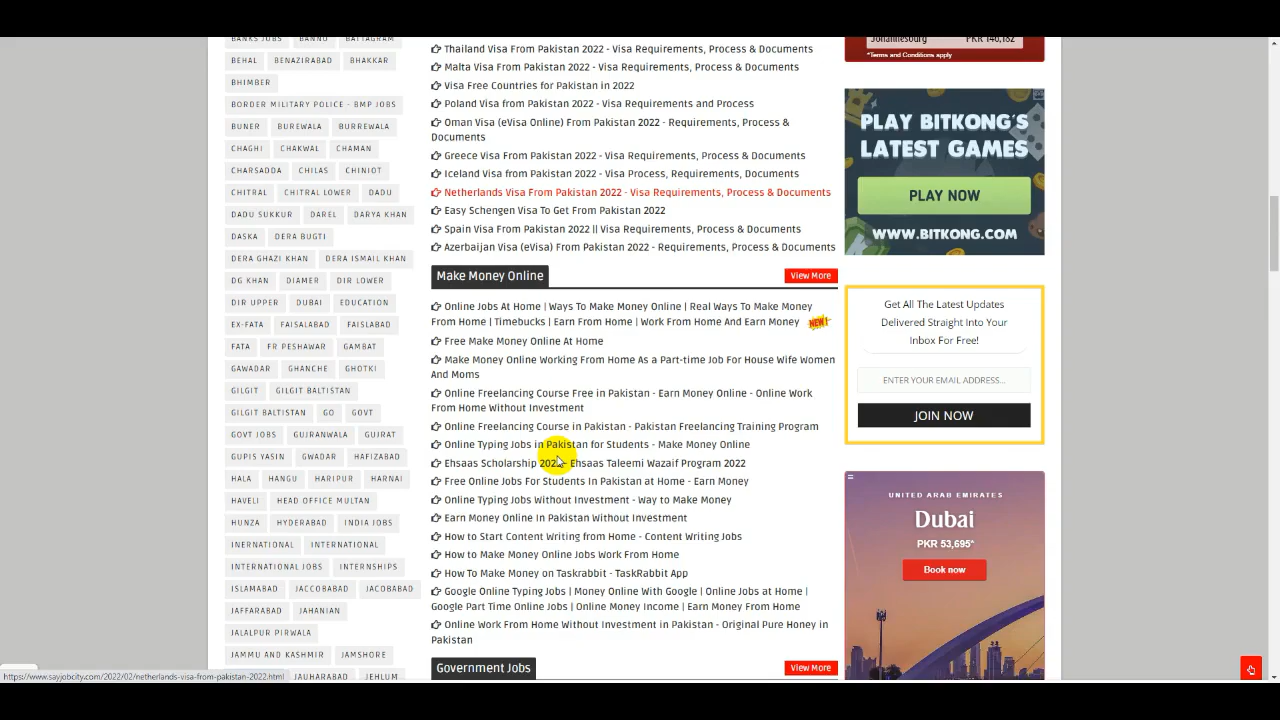 BANKS JOBS BANNU BATTAGRAM
BEHAL BENAZIRABAD BHAKKAR
BHIMBER
BORDER MILITARY POLICE - BMP JOBS
BUNER BUREWALA BURREWALA
CHAGHI CHAKWAL CHAMAN
CHARSADDA CHILAS CHINIOT
CHITRAL CHITRAL LOWER DADU
DADU SUKKUR DAREL DARYA KHAN
DASKA DERA BUGTI
DERA GHAZI KHAN DERA ISMAIL KHAN
DG KHAN DIAMER DIR LOWER
DIR UPPER DUBAI EDUCATION
EX-FATA FAISALABAD FAISLABAD
FATA FR PESHAWAR GAMBAT
GAWADAR GHANCHE GHOTKI
GILGIT GILGIT BALTISTAN
GILGIT BALTISTAN GO GOVT
GOVT JOBS GUJRANWALA GUJRAT
GUPIS YASIN GWADAR HAFIZABAD
HALA HANGU HARIPUR HARNAI
HAVELI HEAD OFFICE MULTAN
HUNZA HYDERABAD INDIA JOBS
INERNATIONAL INTERNATIONAL
INTERNATIONAL JOBS INTERNSHIPS
ISLAMABAD JACCOBABAD JACOBABAD
JAFFARABAD JAHANIAN
JALALPUR PIRWALA
JAMMU AND KASHMIR JAMSHORE
JAUHARABAD JEHLUM
https://www.sayjobcity.com/2022/02/netherlands-visa-from-pakistan-2022.html
Thailand Visa From Pakistan 2022 - Visa Requirements, Process & Documents
Malta Visa From Pakistan 2022 - Visa Requirements, Process & Documents
Visa Free Countries for Pakistan in 2022
Poland Visa from Pakistan 2022 - Visa Requirements and Process
Oman Visa (eVisa Online) From Pakistan 2022 - Requirements, Process &
Documents
Greece Visa From Pakistan 2022 - Visa Requirements, Process & Documents
Iceland Visa From Pakistan 2022 - Visa Process, Requirements, Documents
Netherlands Visa From Pakistan 2022 - Visa Requirements, Process & Documents
Easy Schengen Visa To Get From Pakistan 2022
Spain Visa From Pakistan 2022 || Visa Requirements, Process & Documents
Azerbaijan Visa (eVisa) From Pakistan 2022 - Requirements, Process & Documents
Make Money Online View More
Online Jobs At Home | Ways To Make Money Online | Real Ways To Make Money
From Home | Timebucks | Earn From Home | Work From Home And Earn Money NEW!
Free Make Money Online At Home
Make Money Online Working From Home As a Part-time Job For House Wife Women
And Moms
Online Freelancing Course Free in Pakistan - Earn Money Online - Online Work
From Home Without Investment
Online Freelancing Course in Pakistan - Pakistan Freelancing Training Program
Online Typing Jobs in Pakistan for Students - Make Money Online
Ehsaas Scholarship 2022 - Ehsaas Taleemi Wazaif Program 2022
Free Online Jobs For Students In Pakistan at Home - Earn Money
Online Typing Jobs Without Investment - Way to Make Money
Earn Money Online In Pakistan Without Investment
How to Start Content Writing from Home - Content Writing Jobs
How to Make Money Online Jobs Work From Home
How To Make Money on Taskrabbit - TaskRabbit App
Google Online Typing Jobs | Money Online With Google | Online Jobs at Home |
Google Part Time Online Jobs | Online Money Income | Earn Money From Home
Online Work From Home Without Investment in Pakistan - Original Pure Honey in
Pakistan
Government Jobs View More
Johannesburg PKR 140,182
*Terms and Conditions apply
PLAY BITKONG'S
LATEST GAMES
PLAY NOW
WWW.BITKONG.COM
Get All The Latest Updates
Delivered Straight Into Your
Inbox For Free!
ENTER YOUR EMAIL ADDRESS...
JOIN NOW
UNITED ARAB EMIRATES
Dubai
PKR 53,695*
Book now